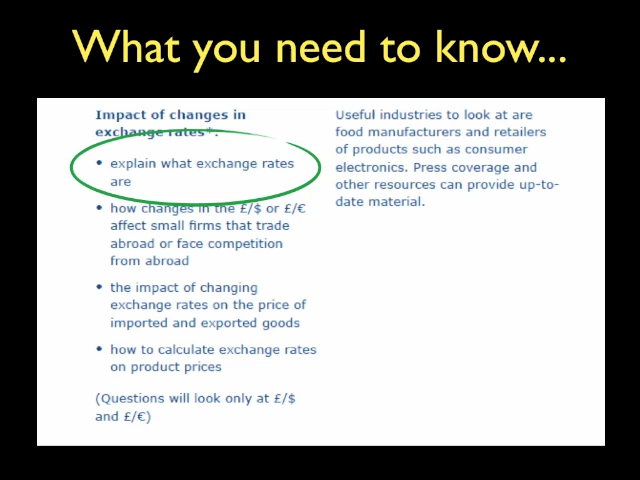 What you need to know...
Impact of changes in
exchange rates*:
• explain what exchange rates
are
• how changes in the £/$ or £/€
affect small firms that trade
abroad or face competition
from abroad
• the impact of changing
exchange rates on the price of
imported and exported goods
• how to calculate exchange rates
on product prices
(Questions will look only at £/$
and £/€)
Useful industries to look at are
food manufacturers and retailers
of products such as consumer
electronics. Press coverage and
other resources can provide up-to-
date material.